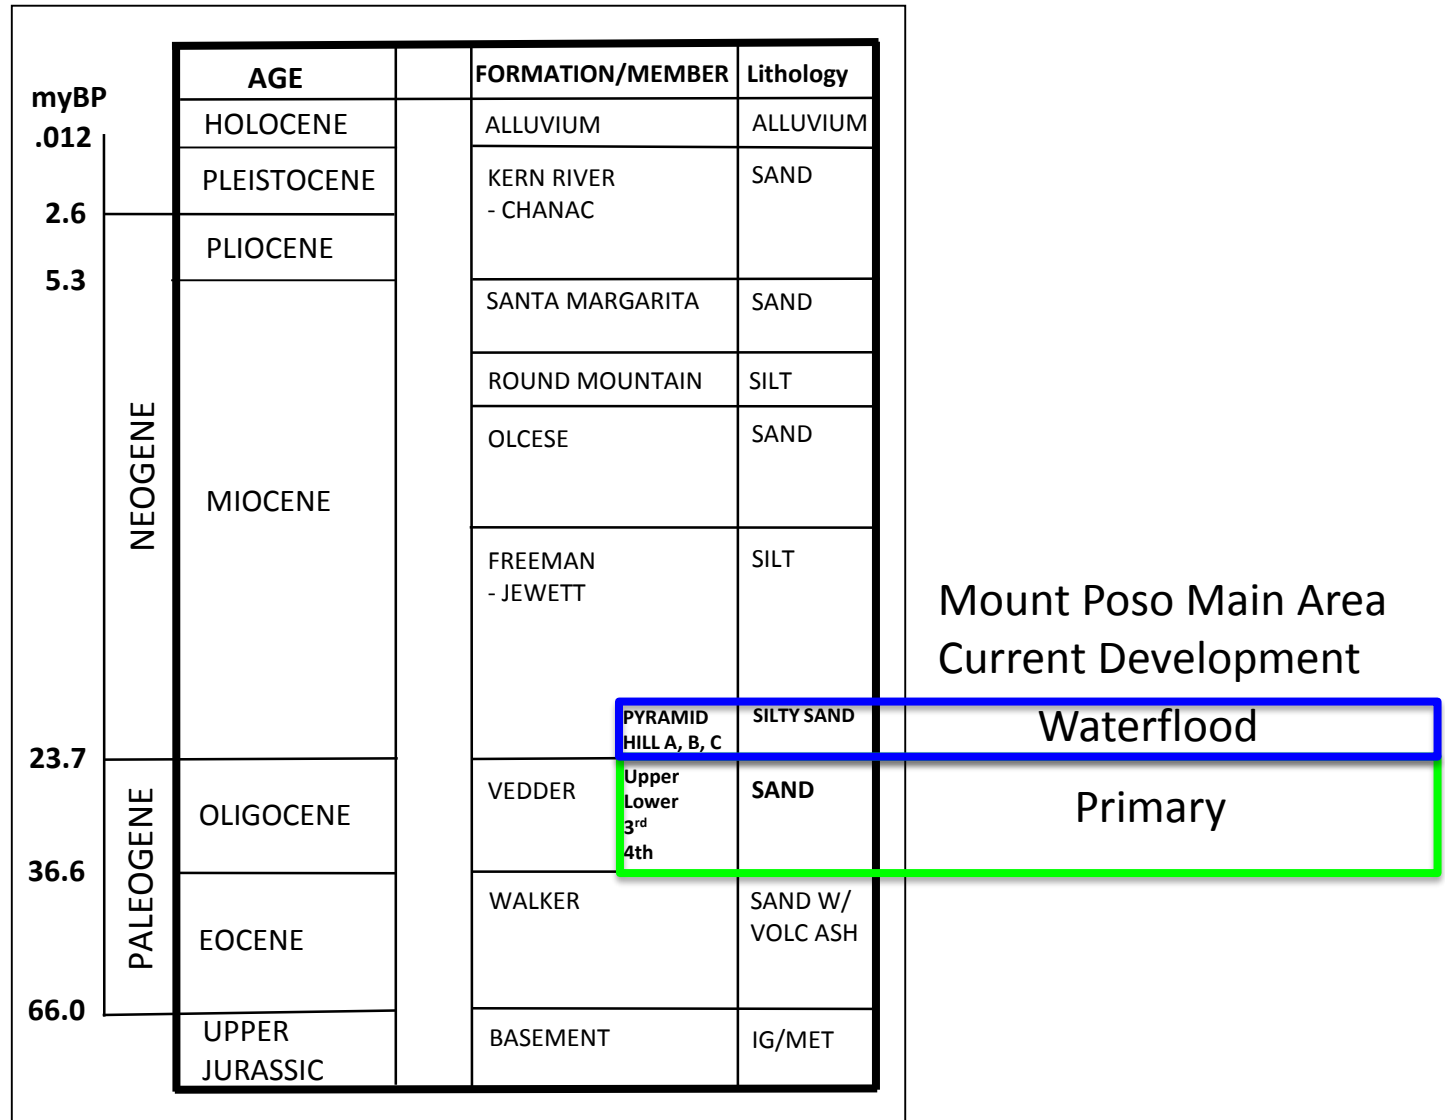 myBP
AGE
FORMATION/MEMBER
Lithology
.012
HOLOCENE
ALLUVIUM
ALLUVIUM
PLEISTOCENE
KERN RIVER
- CHANAC
SAND
2.6
PLIOCENE
5.3
NEOGENE
MIOCENE
SANTA MARGARITA
SAND
ROUND MOUNTAIN
SILT
OLCESE
SAND
FREEMAN
- JEWETT
SILT
PYRAMID
HILL A, B, C
SILTY SAND
23.7
PALEOGENE
OLIGOCENE
VEDDER
Upper
Lower
3rd
4th
SAND
36.6
EOCENE
WALKER
SAND W/
VOLC ASH
66.0
UPPER
JURASSIC
BASEMENT
IG/MET
Mount Poso Main Area
Current Development
Waterflood
Primary